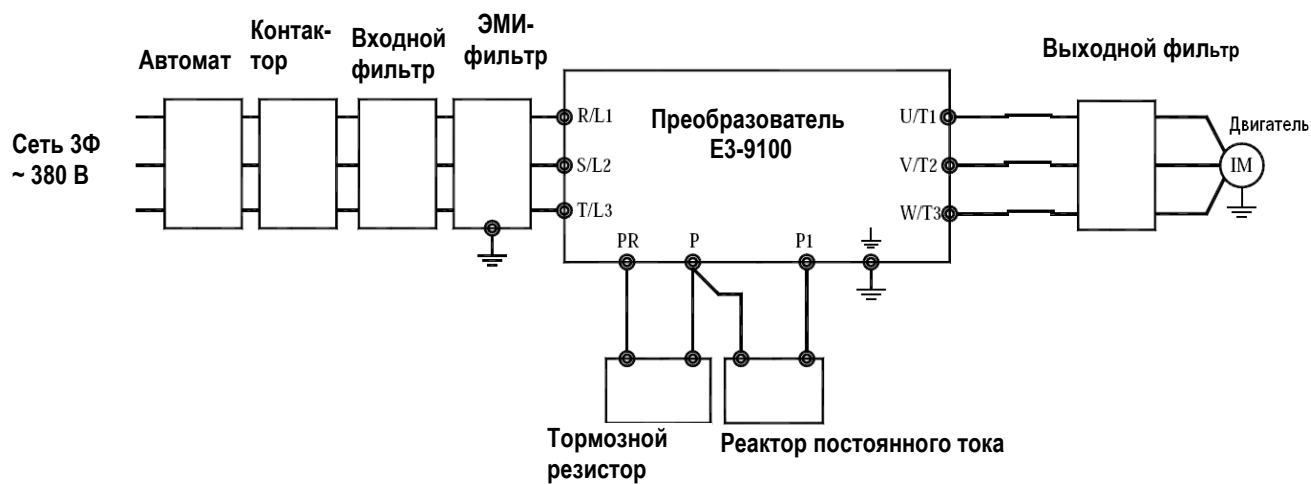 Автомат
Контак-
тор
Входной
фильтр
ЭМИ-
фильтр
Выходной фильтр
Сеть 3Ф
~ 380 В
R/L1
S/L2
T/L3
Преобразователь
Е3-9100
U/T1
V/T2
W/T3
Двигатель
IM
PR
P
P1
Тормозной
резистор
Реактор постоянного тока